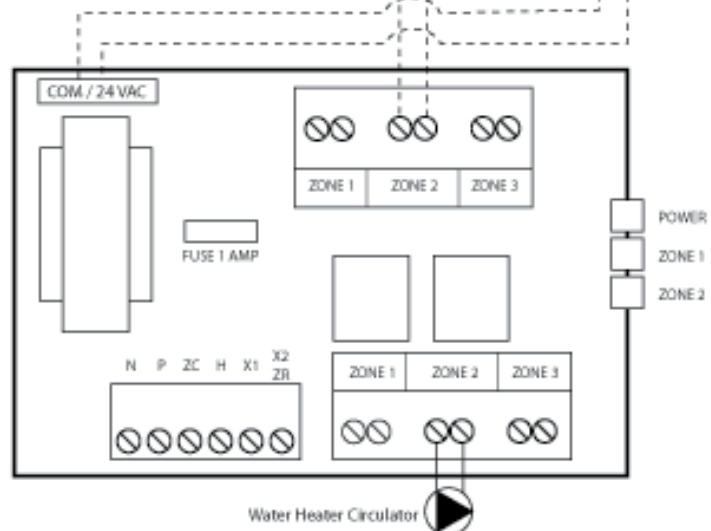 COM / 24 VAC
ZONE 1 ZONE 2 ZONE 3
POWER
ZONE 1
ZONE 2
FUSE 1 AMP
N P ZC H X1 X2
ZR
ZONE 1 ZONE 2 ZONE 3
Water Heater Circulator